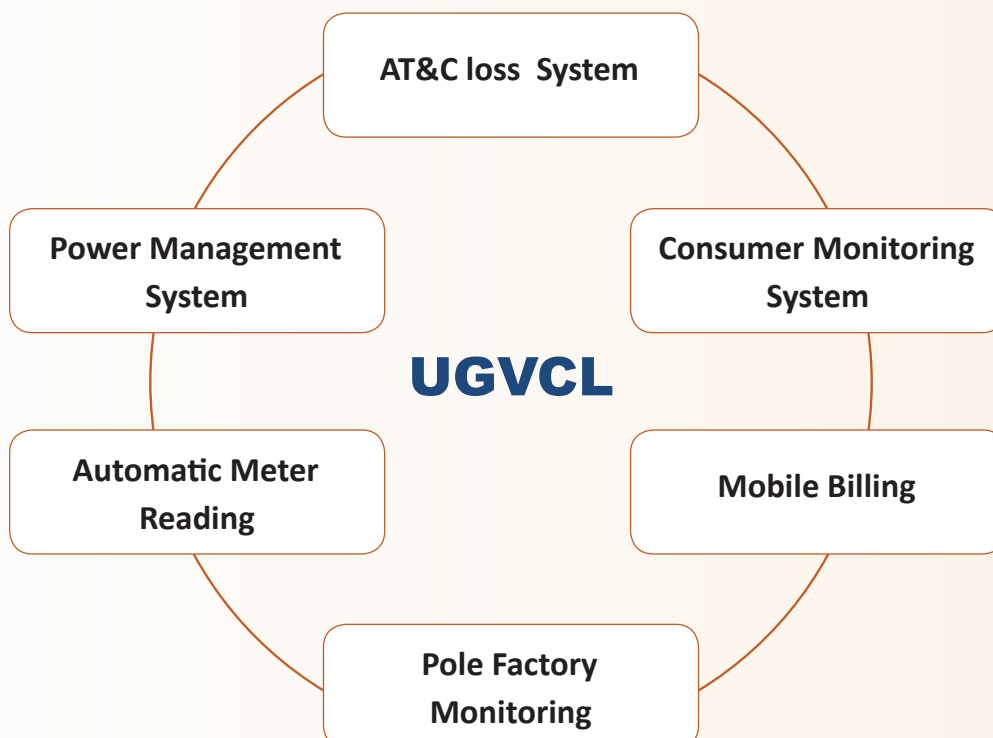 AT&C loss System
Power Management
System
Consumer Monitoring
System
UGVCL
Automatic Meter
Reading
Mobile Billing
Pole Factory
Monitoring